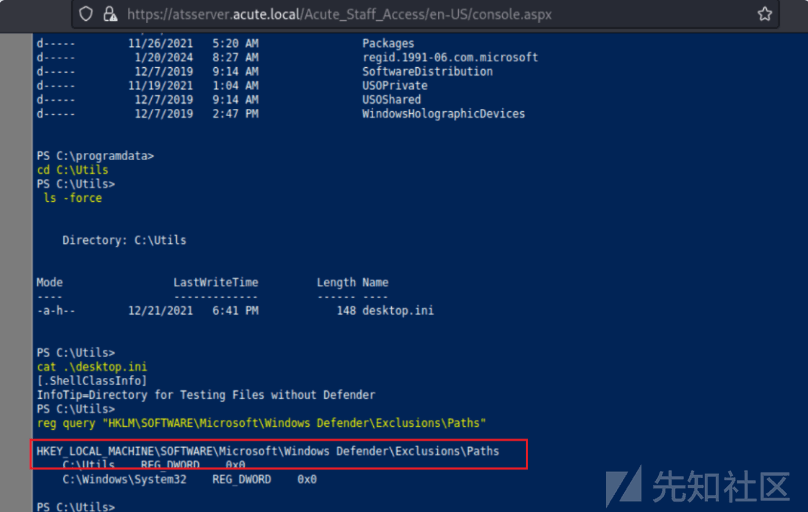 https://atsserver.acute.local/Acute_Staff_Access/en-US/console.aspx
d----- 11/26/2021 5:20 AM Packages
d----- 1/20/2024 8:27 AM regid.1991-06.com.microsoft
d----- 12/7/2019 9:14 AM SoftwareDistribution
d----- 11/19/2021 1:04 AM USOPrivate
d----- 12/7/2019 9:14 AM USOShared
d----- 12/7/2019 2:47 PM WindowsHolographicDevices
PS C:\programdata>
cd C:\Utils
PS C:\Utils>
ls -force
Directory: C:\Utils
Mode LastWriteTime Length Name
---- ------------- ------ ----
-a-h-- 12/21/2021 6:41 PM 148 desktop.ini
PS C:\Utils>
cat .\desktop.ini
[.ShellClassInfo]
InfoTip=Directory for Testing Files without Defender
PS C:\Utils>
reg query "HKLM\SOFTWARE\Microsoft\Windows Defender\Exclusions\Paths"
HKEY_LOCAL_MACHINE\SOFTWARE\Microsoft\Windows Defender\Exclusions\Paths
C:\Utils REG_DWORD 0x0
C:\Windows\System32 REG_DWORD 0x0
PS C:\Utils>
先知社区